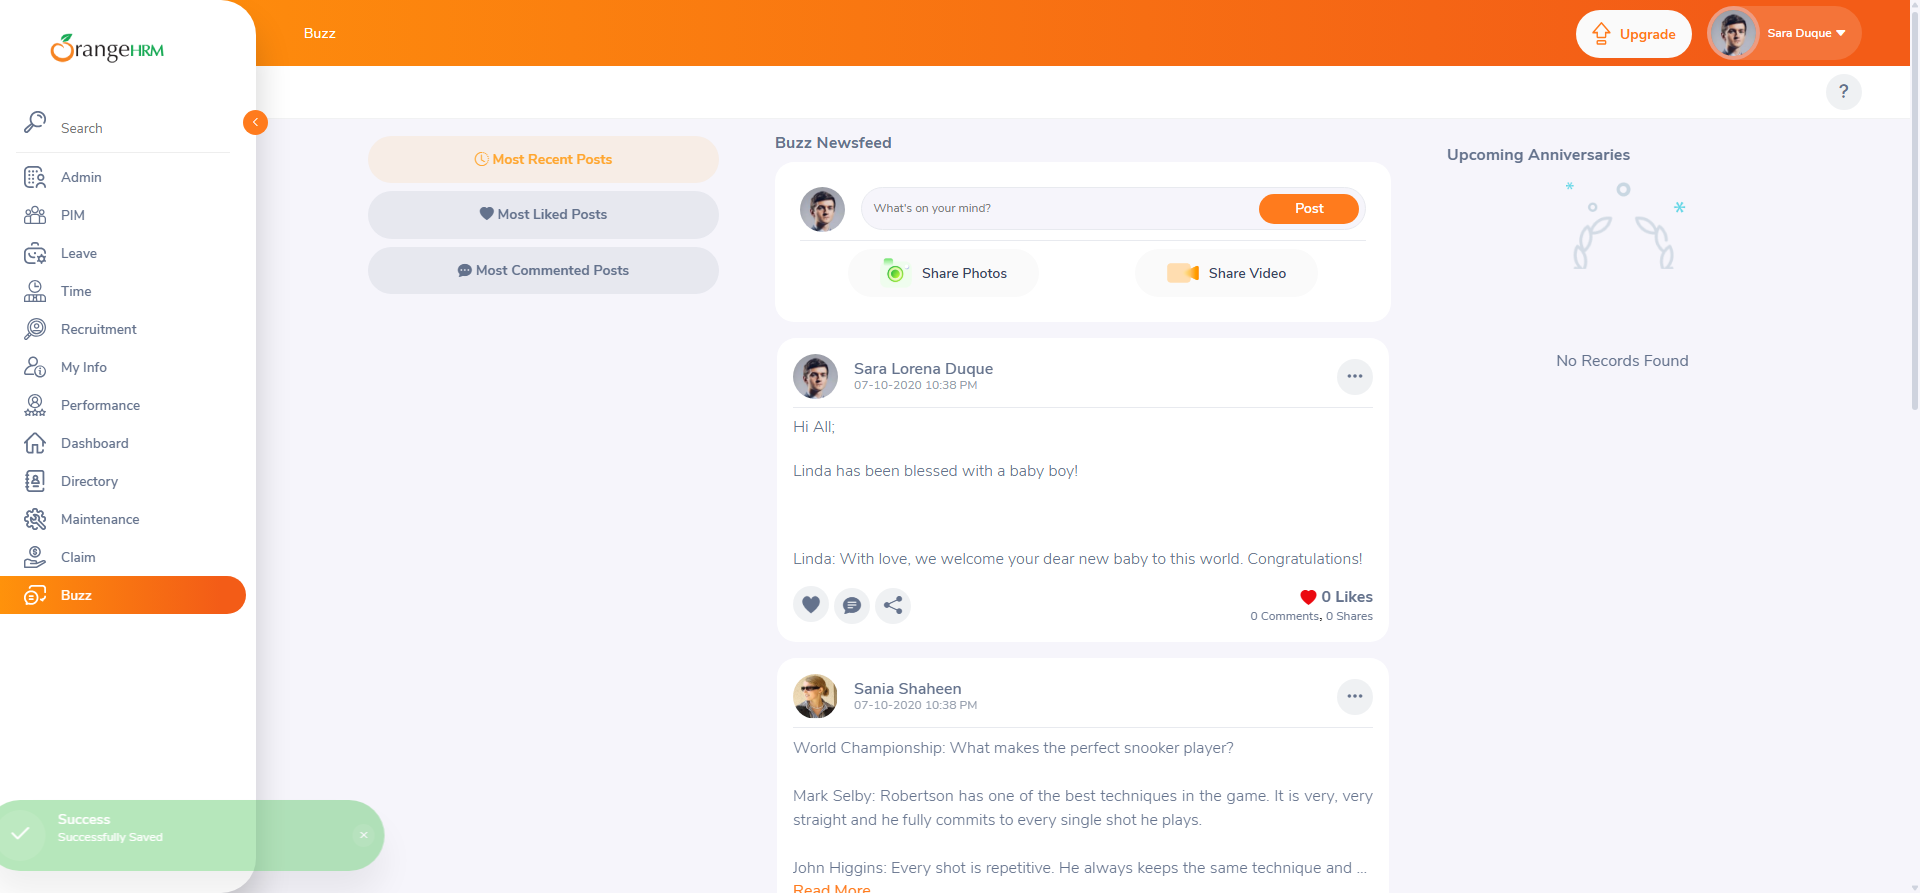 OrangeHRM
Search
Admin
PIM
Leave
Time
Recruitment
My Info
Performance
Dashboard
Directory
Maintenance
Claim
Buzz
Success
Successfully Saved
Buzz
Upgrade
Sara Duque
?
Most Recent Posts
Most Liked Posts
Most Commented Posts
Buzz Newsfeed
What's on your mind?
Post
Share Photos
Share Video
Sara Lorena Duque
07-10-2020 10:38 PM
Hi All;
Linda has been blessed with a baby boy!
Linda: With love, we welcome your dear new baby to this world. Congratulations!
0 Likes
0 Comments, 0 Shares
Sania Shaheen
07-10-2020 10:38 PM
World Championship: What makes the perfect snooker player?
Mark Selby: Robertson has one of the best techniques in the game. It is very, very
straight and he fully commits to every single shot he plays.
John Higgins: Every shot is repetitive. He always keeps the same technique and ...
Read More
Upcoming Anniversaries
No Records Found